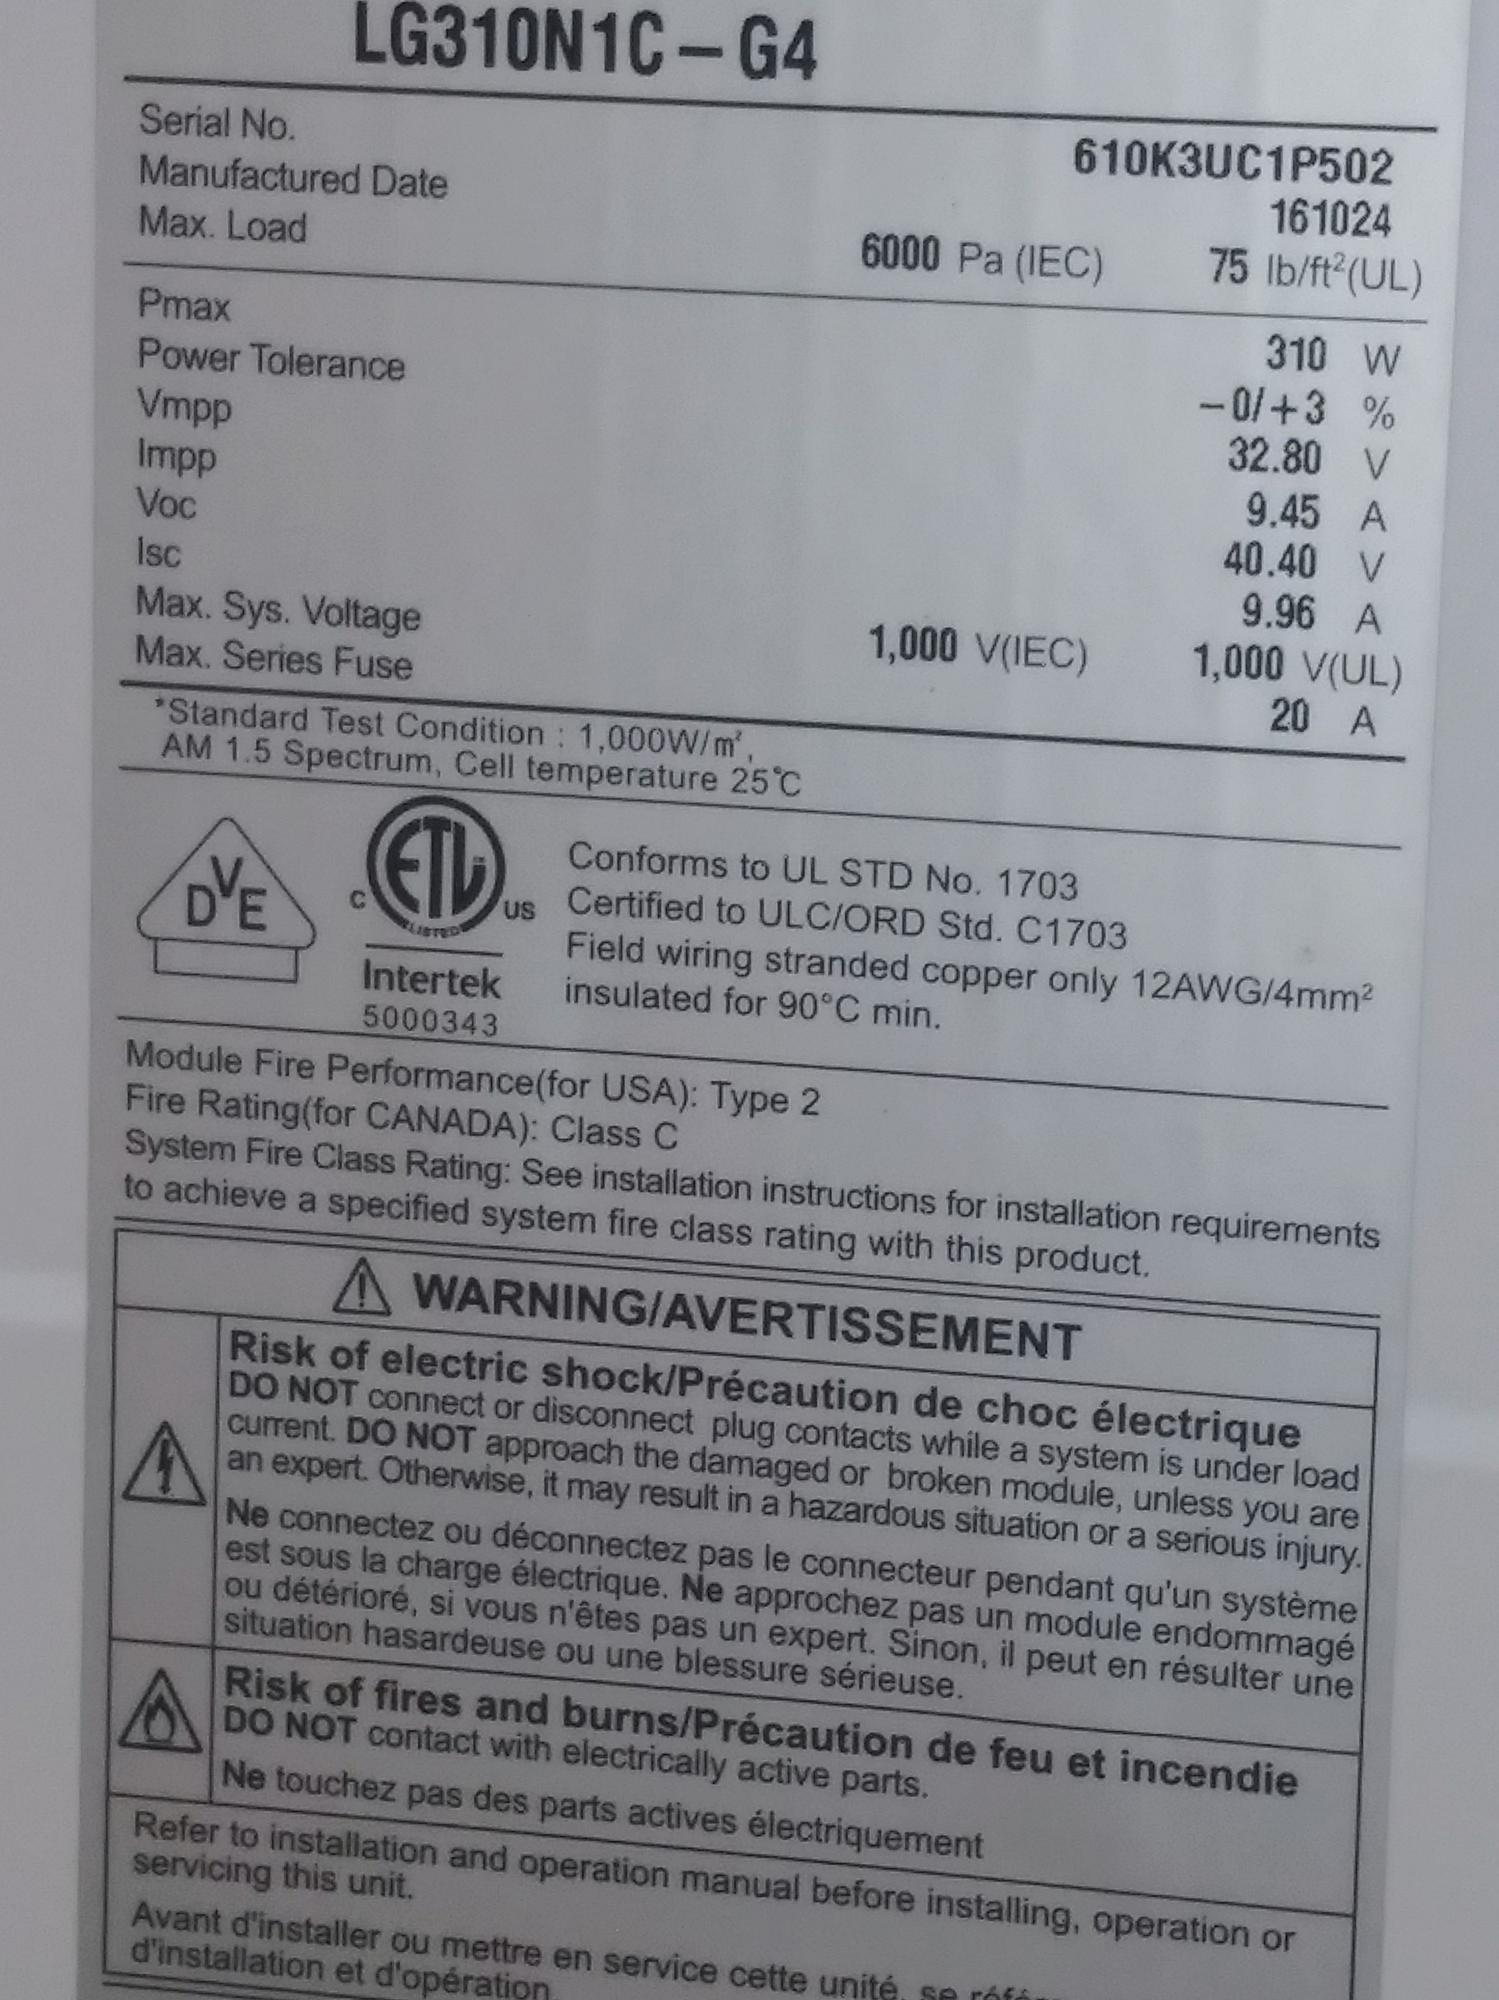 LG310N1C – G4
Serial No. 610K3UC1P502
Manufactured Date 161024
Max. Load 6000 Pa (IEC) 75 lb/ft²(UL)
Pmax 310 W
Power Tolerance – 0/ + 3 %
Vmpp 32.80 V
Impp 9.45 A
Voc 40.40 V
Isc 9.96 A
Max. Sys. Voltage 1,000 V(IEC) 1,000 V(UL)
Max. Series Fuse 20 A
*Standard Test Condition : 1,000W/㎡,
AM 1.5 Spectrum, Cell temperature 25℃
DVE
C ETL US
LISTED
Intertek
5000343
Conforms to UL STD No. 1703
Certified to ULC/ORD Std. C1703
Field wiring stranded copper only 12AWG/4mm²
insulated for 90°C min.
Module Fire Performance(for USA): Type 2
Fire Rating(for CANADA): Class C
System Fire Class Rating: See installation instructions for installation requirements
to achieve a specified system fire class rating with this product.
⚠ WARNING/AVERTISSEMENT
Risk of electric shock/Précaution de choc électrique
DO NOT connect or disconnect plug contacts while a system is under load
current. DO NOT approach the damaged or broken module, unless you are
an expert. Otherwise, it may result in a hazardous situation or a serious injury.
Ne connectez ou déconnectez pas le connecteur pendant qu'un système
est sous la charge électrique. Ne approchez pas un module endommagé
ou détérioré, si vous n'êtes pas un expert. Sinon, il peut en résulter une
situation hasardeuse ou une blessure sérieuse.
Risk of fires and burns/Précaution de feu et incendie
DO NOT contact with electrically active parts.
Ne touchez pas des parts actives électriquement
Refer to installation and operation manual before installing, operation or
servicing this unit.
Avant d'installer ou mettre en service cette unité, se
d'installation et d'opération